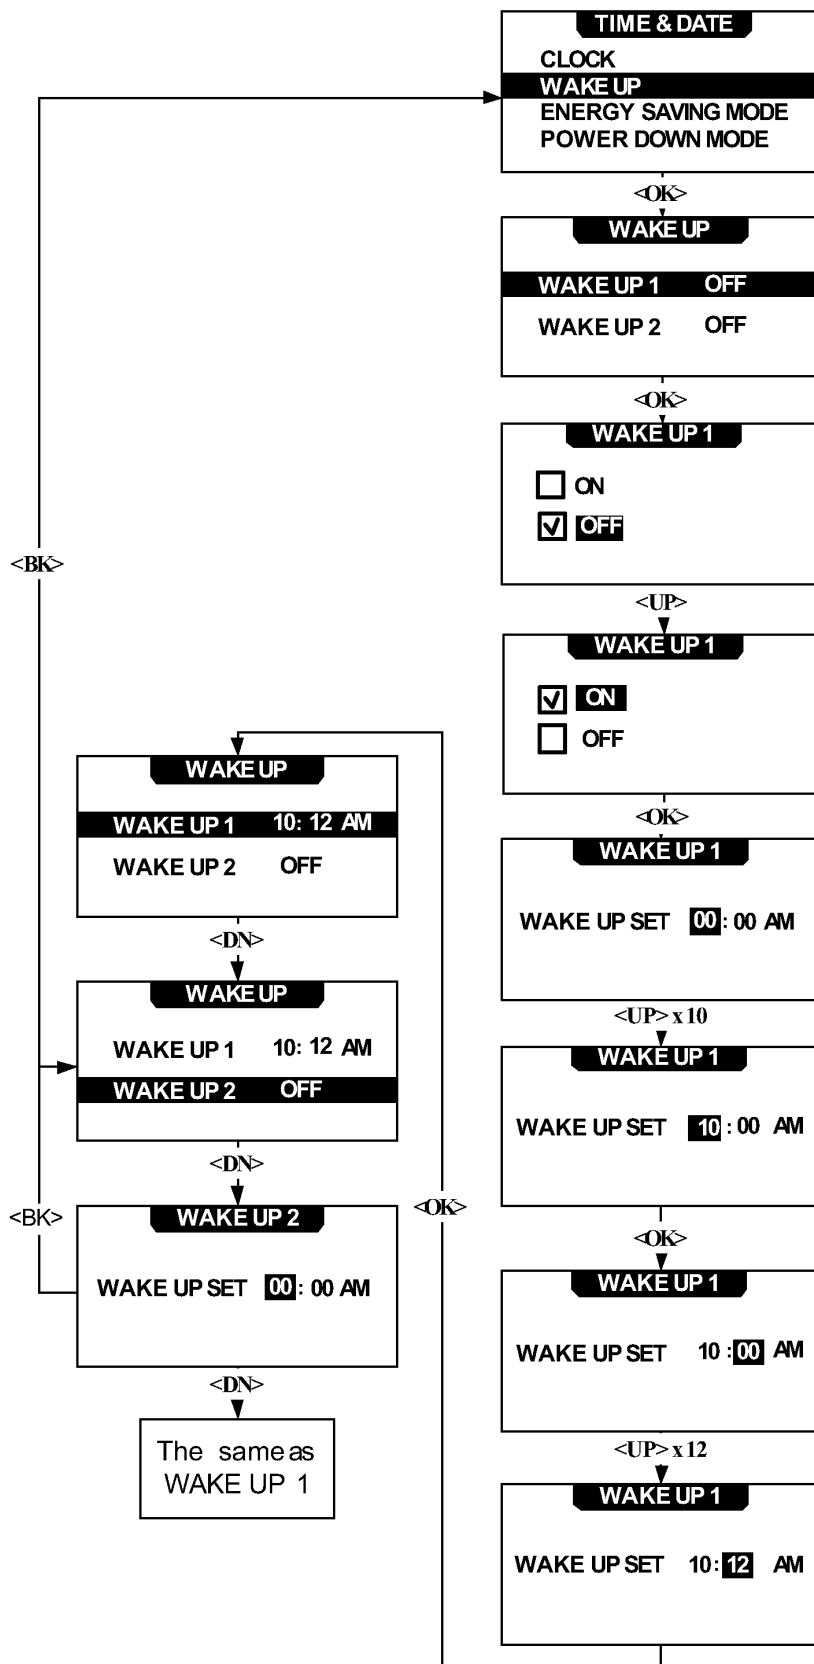 TIME & DATE
CLOCK
WAKE UP
ENERGY SAVING MODE
POWER DOWN MODE
<OK>
WAKE UP
WAKE UP 1 OFF
WAKE UP 2 OFF
<OK>
WAKE UP 1
ON
OFF
<BK>
<UP>
WAKE UP 1
ON
OFF
<OK>
WAKE UP 1
WAKE UP SET 00: 00 AM
<UP> x 10
WAKE UP 1
WAKE UP SET 10: 00 AM
<OK>
WAKE UP 1
WAKE UP SET 10:00 AM
<UP> x 12
WAKE UP 1
WAKE UP SET 10:12 AM
<OK>
WAKE UP
WAKE UP 1 10: 12 AM
WAKE UP 2 OFF
<DN>
WAKE UP
WAKE UP 1 10: 12 AM
WAKE UP 2 OFF
<DN>
<BK>
WAKE UP 2
WAKE UP SET 00: 00 AM
<DN>
The same as
WAKE UP 1